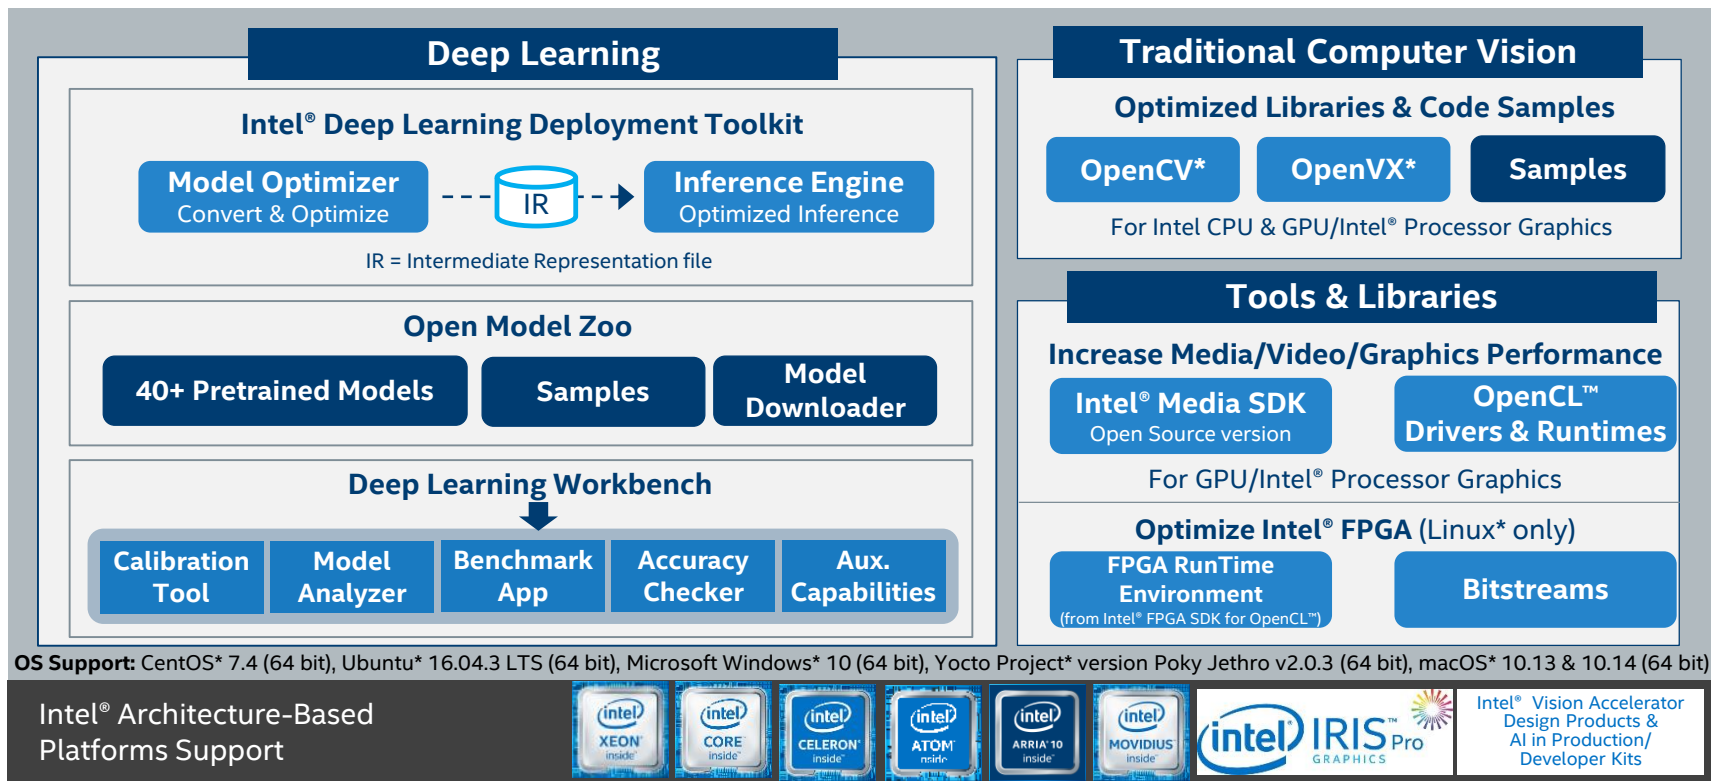 Deep Learning
Intel® Deep Learning Deployment Toolkit
Model Optimizer
Convert & Optimize
IR
Inference Engine
Optimized Inference
IR = Intermediate Representation file
Open Model Zoo
40+ Pretrained Models
Samples
Model
Downloader
Deep Learning Workbench
Calibration
Tool
Model
Analyzer
Benchmark
App
Accuracy
Checker
Aux.
Capabilities
Traditional Computer Vision
Optimized Libraries & Code Samples
OpenCV*
OpenVX*
Samples
For Intel CPU & GPU/Intel® Processor Graphics
Tools & Libraries
Increase Media/Video/Graphics Performance
Intel® Media SDK
Open Source version
OpenCL™
Drivers & Runtimes
For GPU/Intel® Processor Graphics
Optimize Intel® FPGA (Linux* only)
FPGA RunTime
Environment
(from Intel® FPGA SDK for OpenCL™)
Bitstreams
OS Support: CentOS* 7.4 (64 bit), Ubuntu* 16.04.3 LTS (64 bit), Microsoft Windows* 10 (64 bit), Yocto Project* version Poky Jethro v2.0.3 (64 bit), macOS* 10.13 & 10.14 (64 bit)
Intel® Architecture-Based
Platforms Support
intel
XEON
inside™
intel
CORE
inside™
intel
CELERON®
inside™
intel
ATOM
inside
intel
ARRIA® 10
inside™
intel
MOVIDIUS
inside™
intel® IRIS™ Pro
GRAPHICS
Intel® Vision Accelerator
Design Products &
AI in Production/
Developer Kits